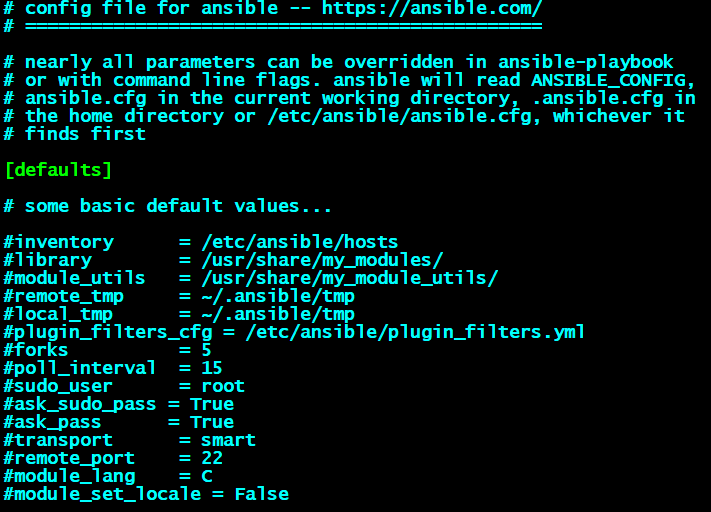 # config file for ansible -- https://ansible.com/
# ===============================================
# nearly all parameters can be overridden in ansible-playbook
# or with command line flags. ansible will read ANSIBLE_CONFIG,
# ansible.cfg in the current working directory, .ansible.cfg in
# the home directory or /etc/ansible/ansible.cfg, whichever it
# finds first
[defaults]
# some basic default values...
#inventory      = /etc/ansible/hosts
#library        = /usr/share/my_modules/
#module_utils   = /usr/share/my_module_utils/
#remote_tmp     = ~/.ansible/tmp
#local_tmp      = ~/.ansible/tmp
#plugin_filters_cfg = /etc/ansible/plugin_filters.yml
#forks          = 5
#poll_interval  = 15
#sudo_user      = root
#ask_sudo_pass = True
#ask_pass      = True
#transport      = smart
#remote_port    = 22
#module_lang    = C
#module_set_locale = False